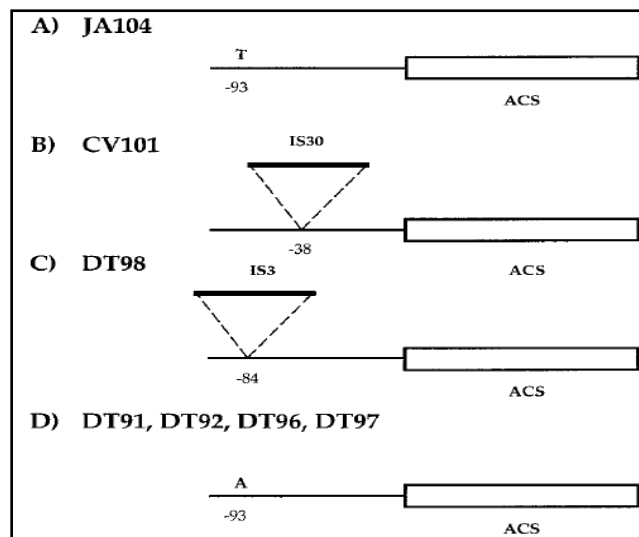 A) JA104
T
-93
ACS
B) CV101
IS30
-38
ACS
C) DT98
IS3
-84
ACS
D) DT91, DT92, DT96, DT97
A
-93
ACS